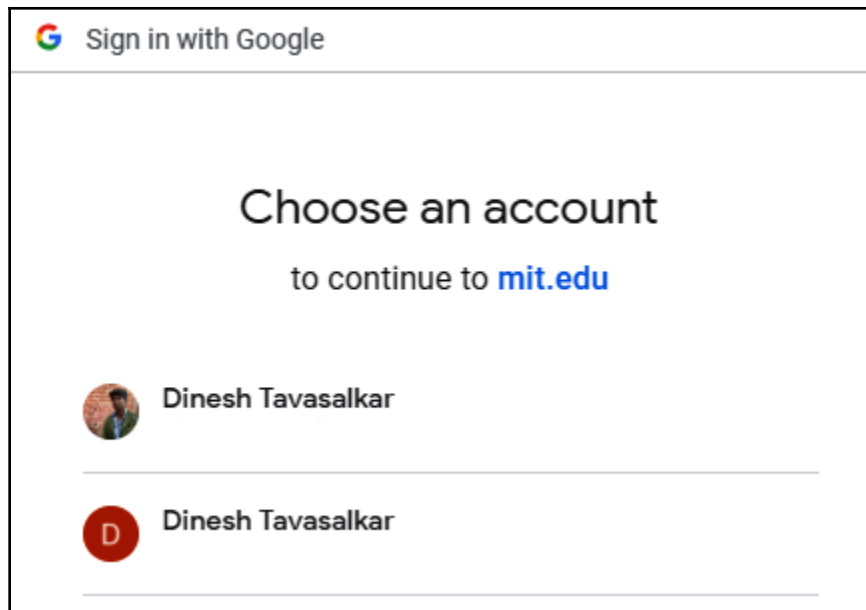 Sign in with Google
Choose an account
to continue to mit.edu
Dinesh Tavasalkar
D
Dinesh Tavasalkar